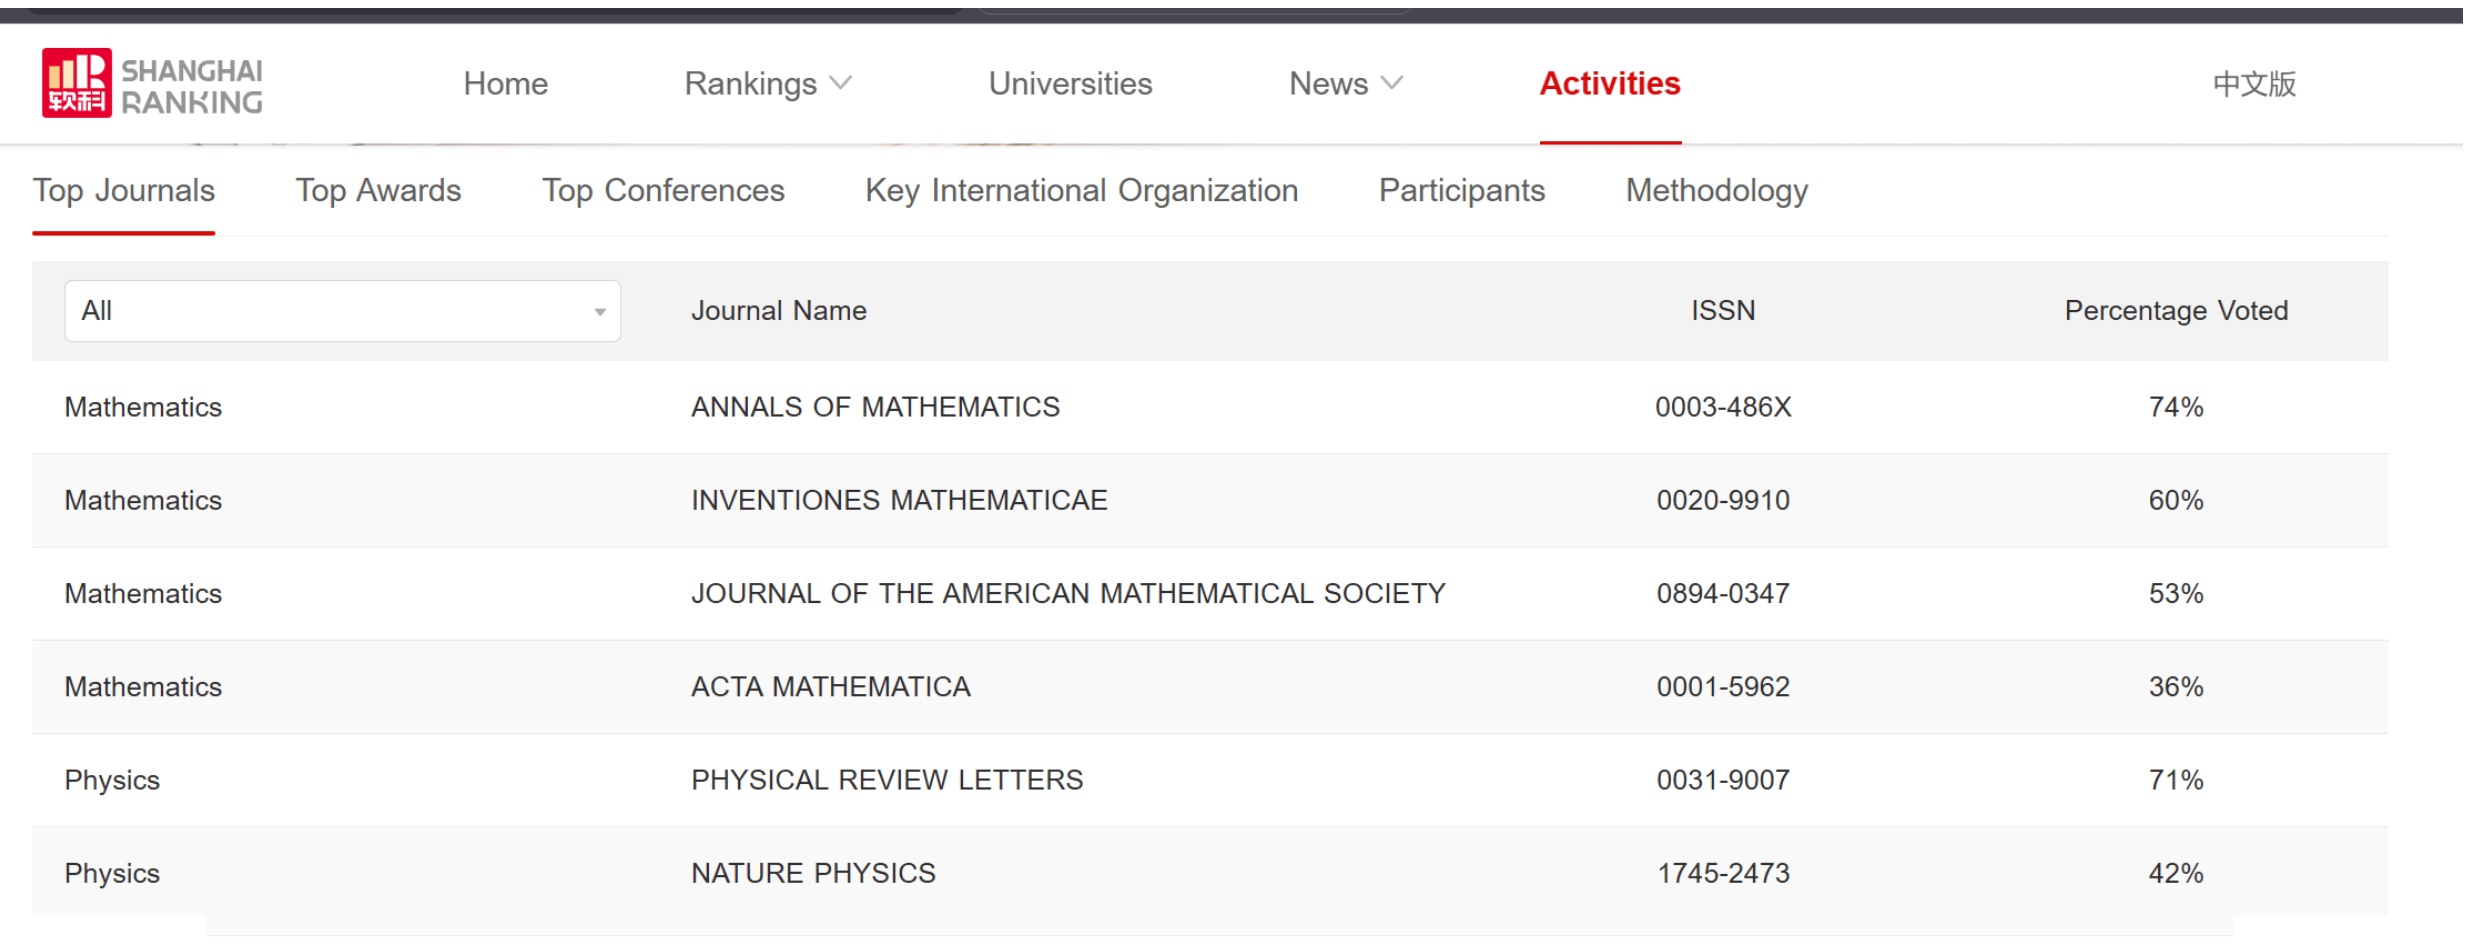 软科 SHANGHAI RANKING
Home Rankings Universities News Activities 中文版
Top Journals Top Awards Top Conferences Key International Organization Participants Methodology
All Journal Name ISSN Percentage Voted
Mathematics ANNALS OF MATHEMATICS 0003-486X 74%
Mathematics INVENTIONES MATHEMATICAE 0020-9910 60%
Mathematics JOURNAL OF THE AMERICAN MATHEMATICAL SOCIETY 0894-0347 53%
Mathematics ACTA MATHEMATICA 0001-5962 36%
Physics PHYSICAL REVIEW LETTERS 0031-9007 71%
Physics NATURE PHYSICS 1745-2473 42%